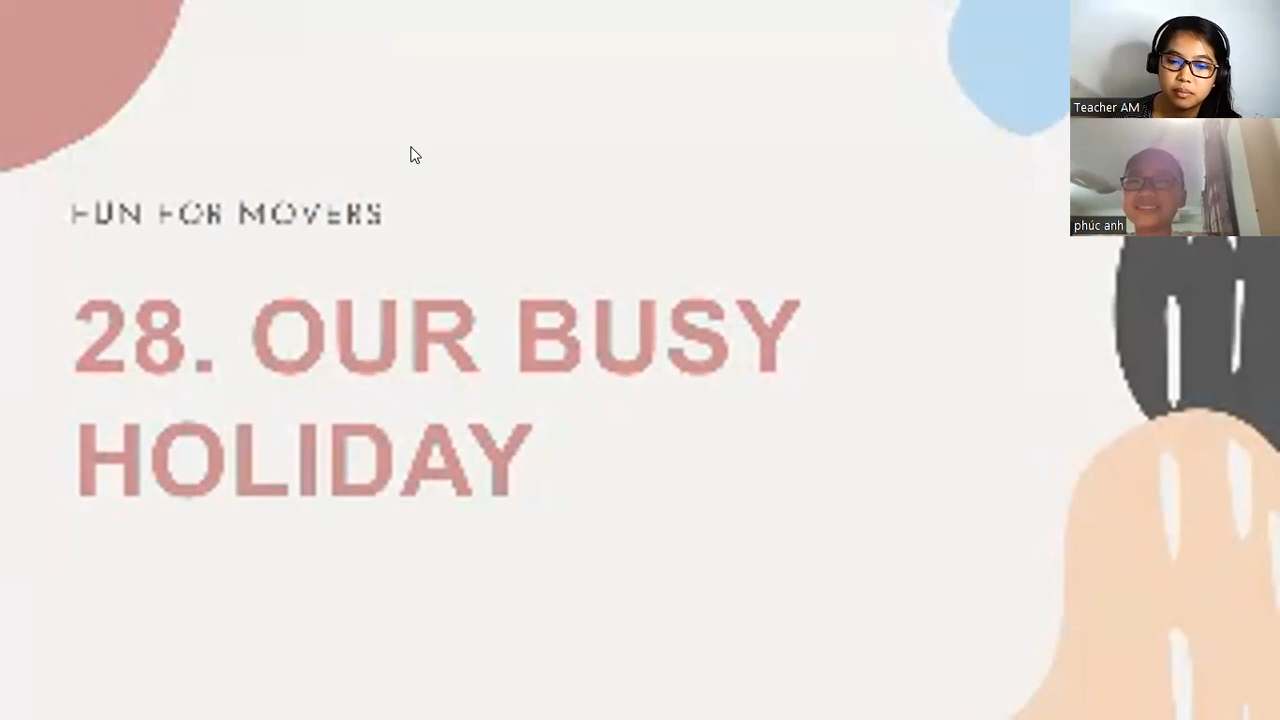 FUN FOR MOVERS
28. OUR BUSY
HOLIDAY
Teacher AM
phúc anh